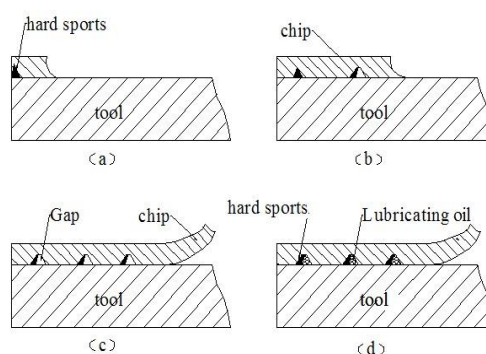 hard sports
chip
tool
tool
(a)
(b)
Gap
chip
hard sports
Lubricating oil
tool
tool
(c)
(d)